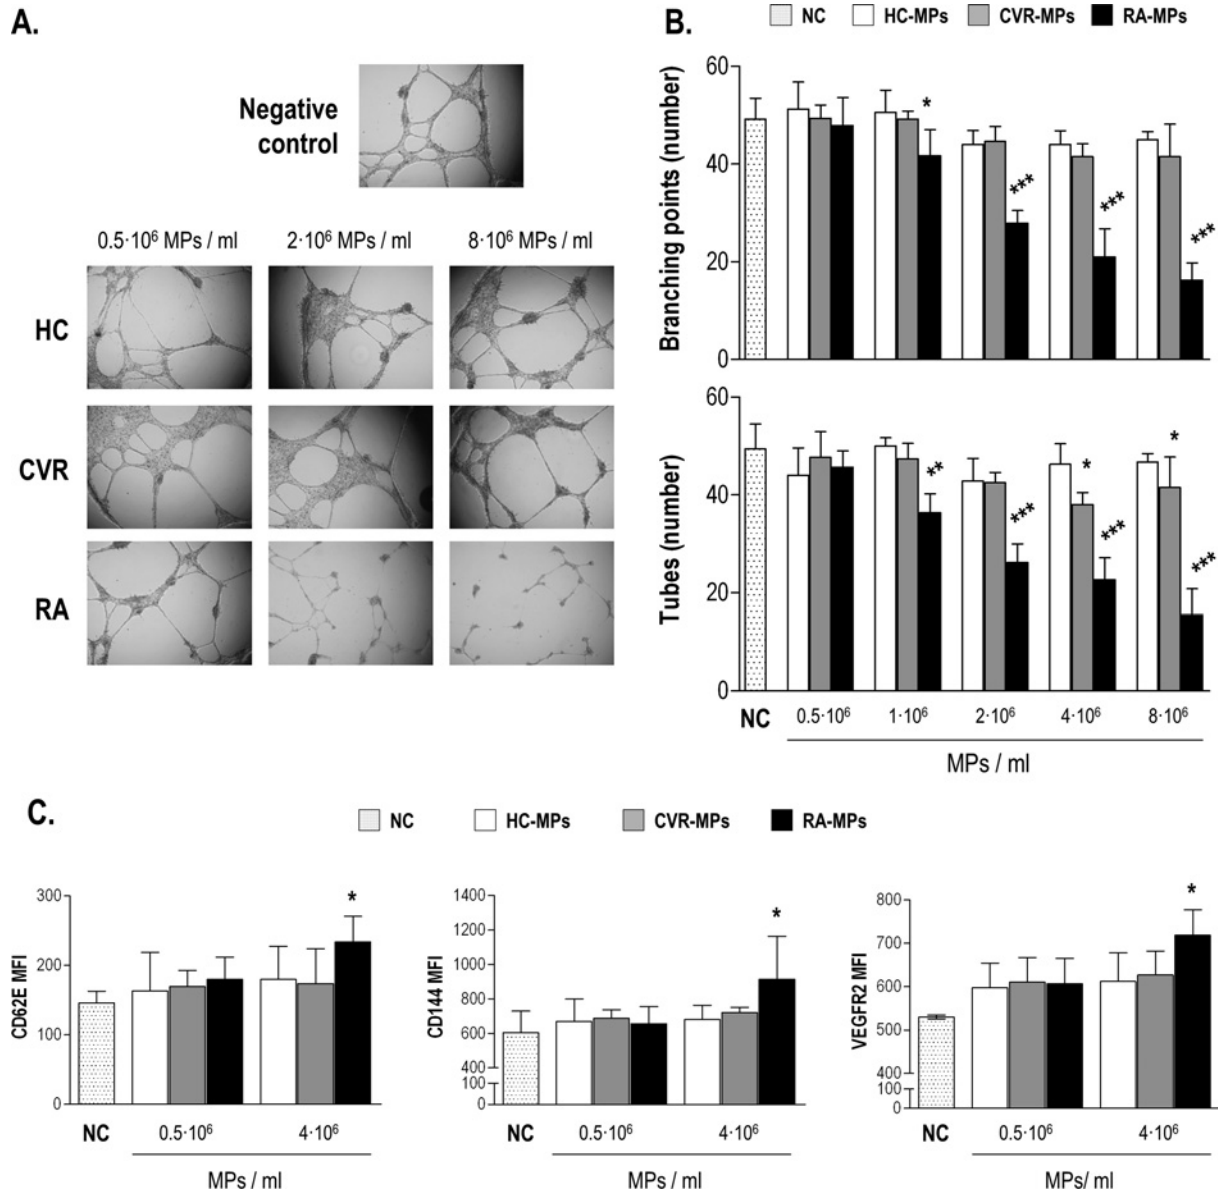 A.
Negative
control
0.5·10⁶ MPs / ml 2·10⁶ MPs / ml 8·10⁶ MPs / ml
HC
CVR
RA
B.
NC HC-MPs CVR-MPs RA-MPs
Branching points (number)
60
40
20
0
*
***
***
***
Tubes (number)
60
40
20
0
**
***
*
***
*
***
NC 0.5·10⁶ 1·10⁶ 2·10⁶ 4·10⁶ 8·10⁶
MPs / ml
C.
NC HC-MPs CVR-MPs RA-MPs
CD62E MFI
300
200
100
0
*
NC 0.5·10⁶ 4·10⁶
MPs / ml
CD144 MFI
1400
1200
1000
800
600
400
100
0
*
NC 0.5·10⁶ 4·10⁶
MPs / ml
VEGFR2 MFI
800
700
600
500
400
100
0
*
NC 0.5·10⁶ 4·10⁶
MPs/ ml